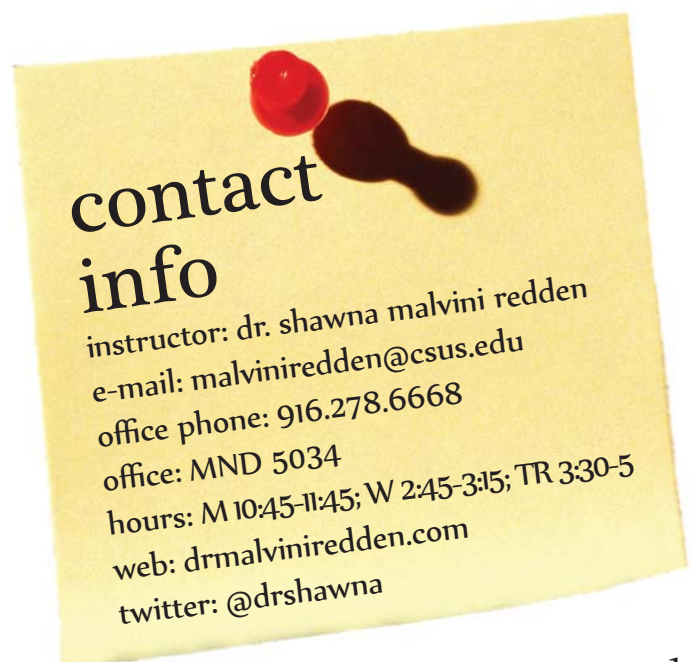 contact
info
instructor: dr. shawna malvini redden
e-mail: malviniredden@csus.edu
office phone: 916.278.6668
office: MND 5034
hours: M 10:45-11:45; W 2:45-3:15; TR 3:30-5
web: drmalviniredden.com
twitter: @drshawna